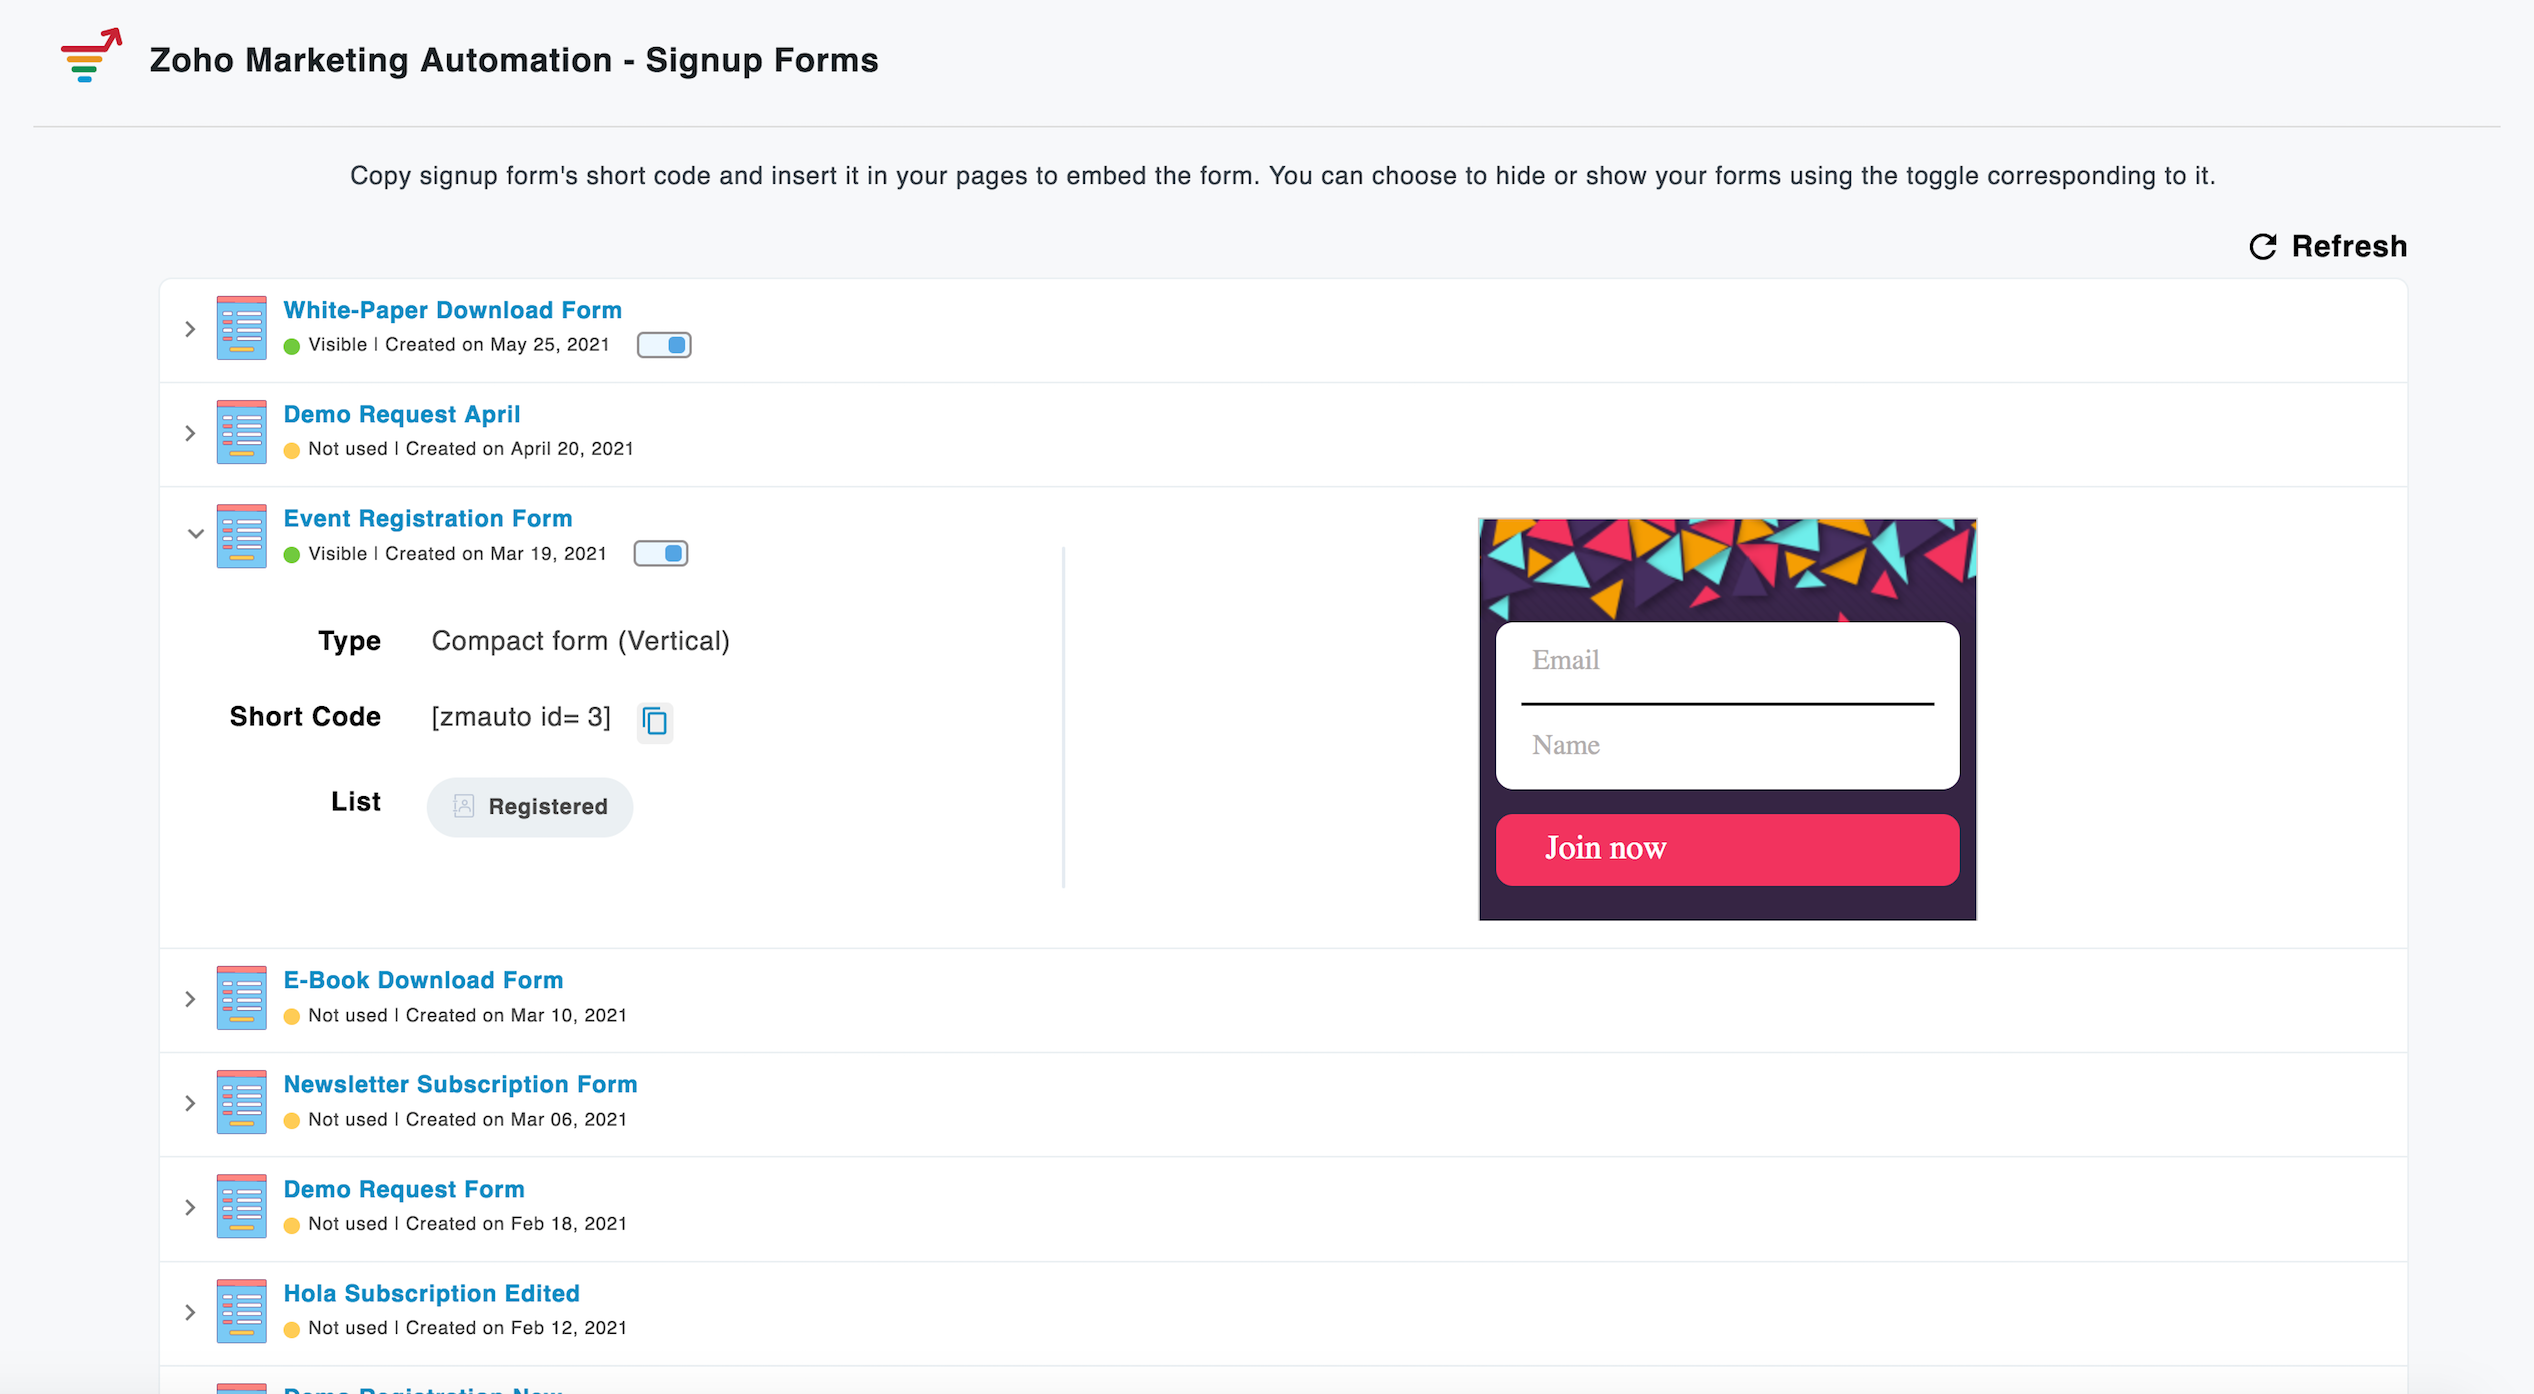 Zoho Marketing Automation - Signup Forms
Copy signup form's short code and insert it in your pages to embed the form. You can choose to hide or show your forms using the toggle corresponding to it.
Refresh
White-Paper Download Form
Visible | Created on May 25, 2021
Demo Request April
Not used | Created on April 20, 2021
Event Registration Form
Visible | Created on Mar 19, 2021
Type Compact form (Vertical)
Short Code [zmauto id= 3]
List Registered
Email
Name
Join now
E-Book Download Form
Not used | Created on Mar 10, 2021
Newsletter Subscription Form
Not used | Created on Mar 06, 2021
Demo Request Form
Not used | Created on Feb 18, 2021
Hola Subscription Edited
Not used | Created on Feb 12, 2021
Demo Registration